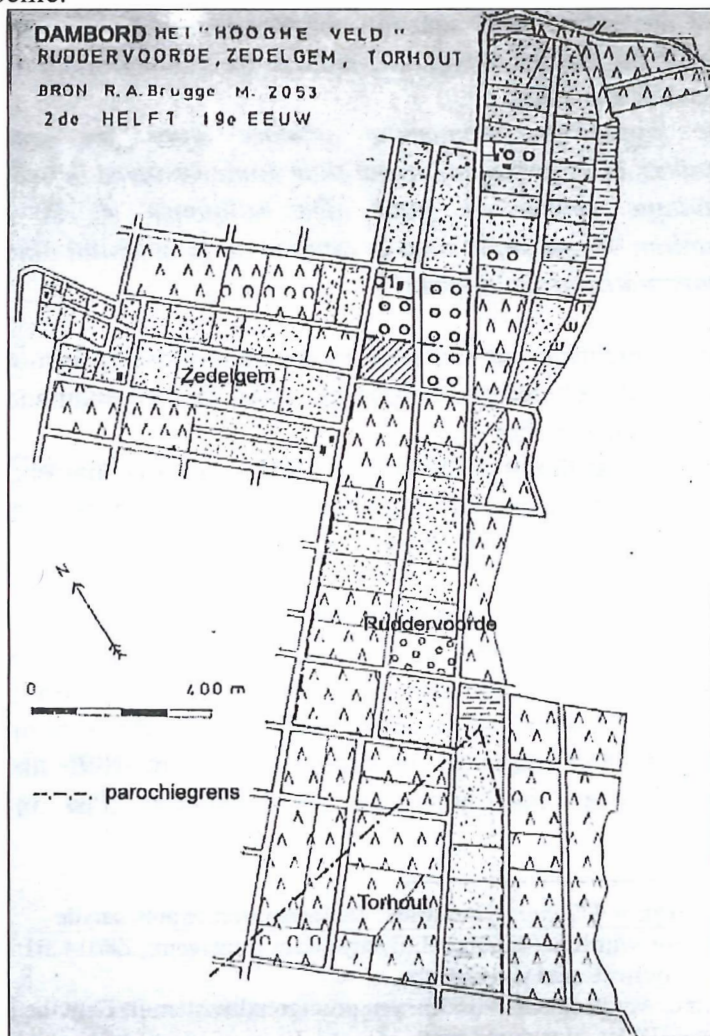 DAMBORD HET "HOOGHE VELD"
RUDDERVOORDE, ZEDELGEM, TORHOUT
BRON R.A.Brugge M. 2053
2de HELFT 19e EEUW
Zedelgem
Ruddervoorde
N
0 400 m
parochiegrens
Torhout